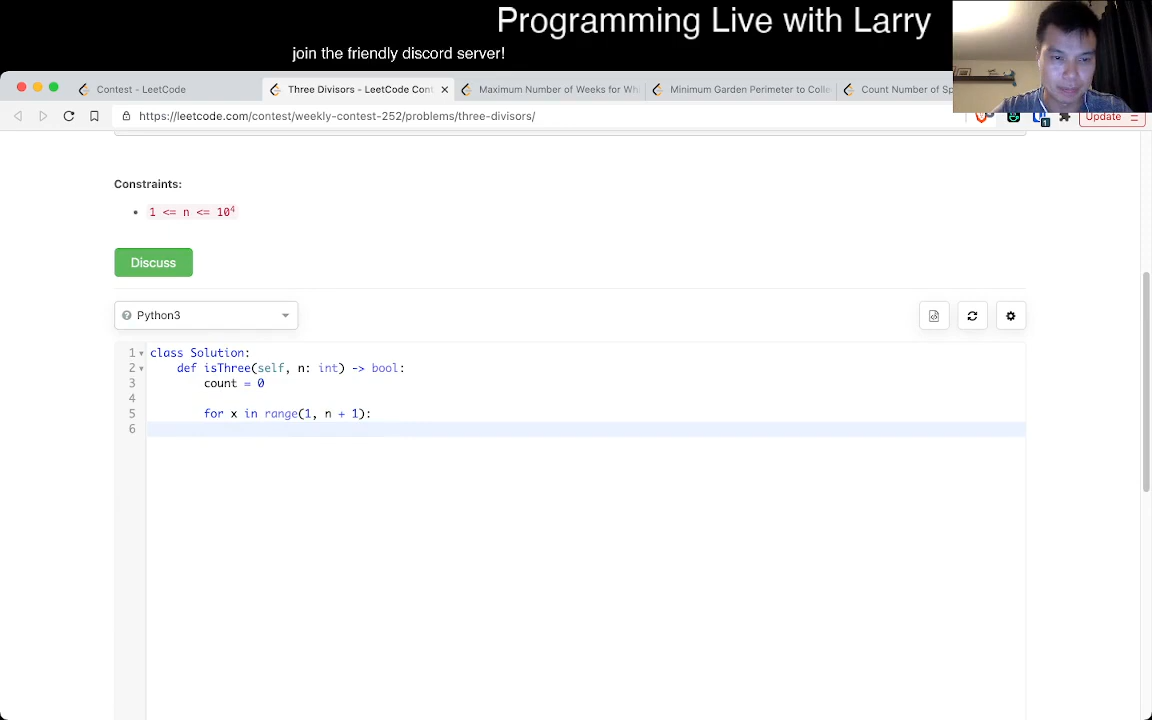 Programming Live with Larry
join the friendly discord server!
Contest - LeetCode
Three Divisors - LeetCode Cont
Maximum Number of Weeks for Wh
Minimum Garden Perimeter to Colle
Count Number of Sp
https://leetcode.com/contest/weekly-contest-252/problems/three-divisors/
1
Update
Constraints:
• 1 <= n <= 10⁴
Discuss
Python3
1 class Solution:
2 def isThree(self, n: int) -> bool:
3 count = 0
4
5 for x in range(1, n + 1):
6